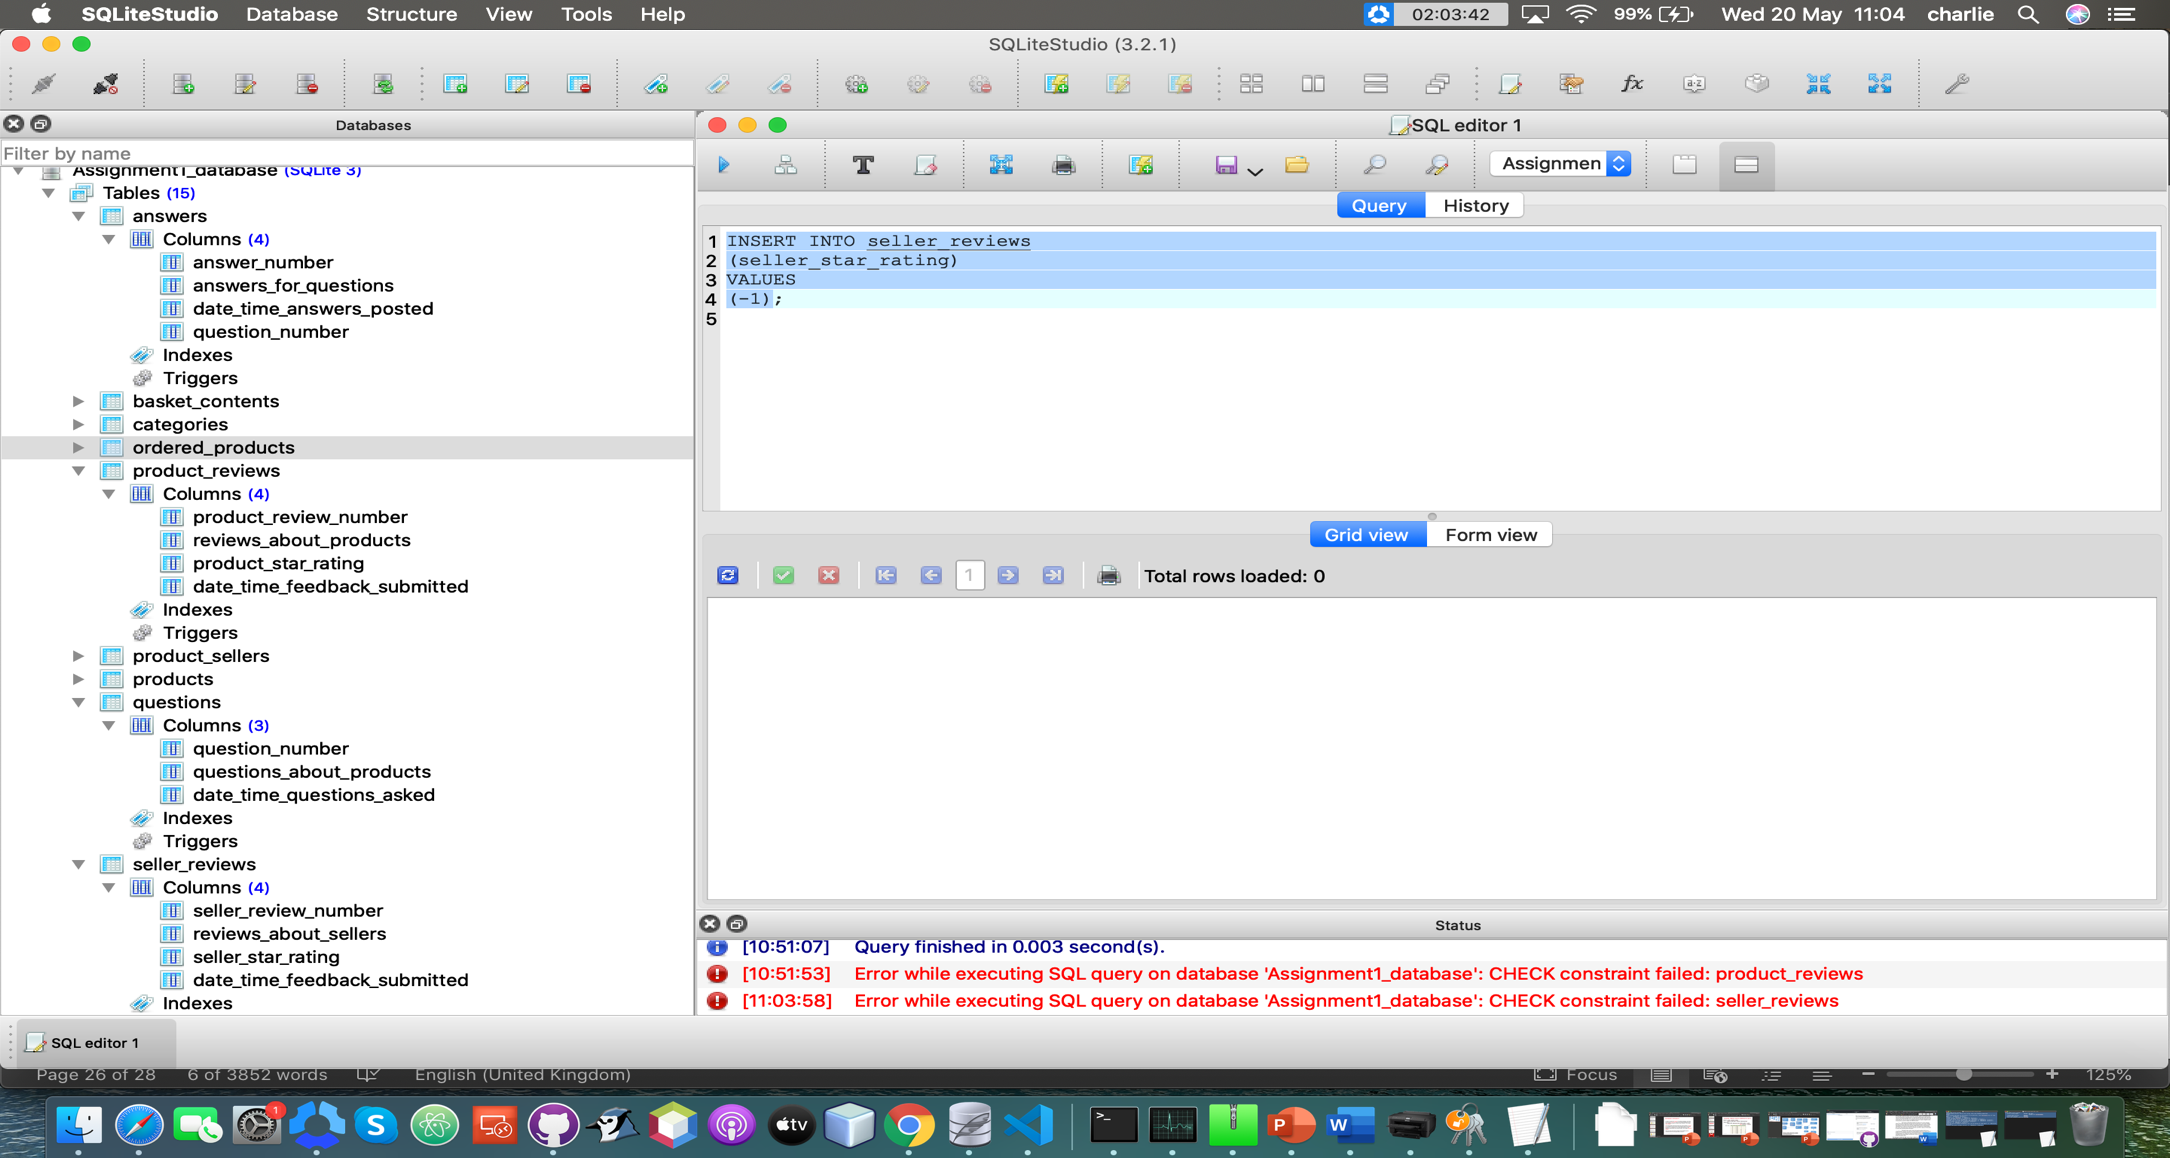 SQLiteStudio Database Structure View Tools Help 02:03:42 99% Wed 20 May 11:04 charlie
SQLiteStudio (3.2.1)
Databases
Filter by name
Assignment1_database (SQLite 3)
Tables (15)
answers
Columns (4)
answer_number
answers_for_questions
date_time_answers_posted
question_number
Indexes
Triggers
basket_contents
categories
ordered_products
product_reviews
Columns (4)
product_review_number
reviews_about_products
product_star_rating
date_time_feedback_submitted
Indexes
Triggers
product_sellers
products
questions
Columns (3)
question_number
questions_about_products
date_time_questions_asked
Indexes
Triggers
seller_reviews
Columns (4)
seller_review_number
reviews_about_sellers
seller_star_rating
date_time_feedback_submitted
Indexes
SQL editor 1
T
Assignmen
Query History
1 INSERT INTO seller_reviews
2 (seller_star_rating)
3 VALUES
4 (-1);
5
Grid view Form view
1 Total rows loaded: 0
Status
[10:51:07] Query finished in 0.003 second(s).
[10:51:53] Error while executing SQL query on database 'Assignment1_database': CHECK constraint failed: product_reviews
[11:03:58] Error while executing SQL query on database 'Assignment1_database': CHECK constraint failed: seller_reviews
SQL editor 1
Page 26 of 28 6 of 3852 words English (United Kingdom) Focus 125%